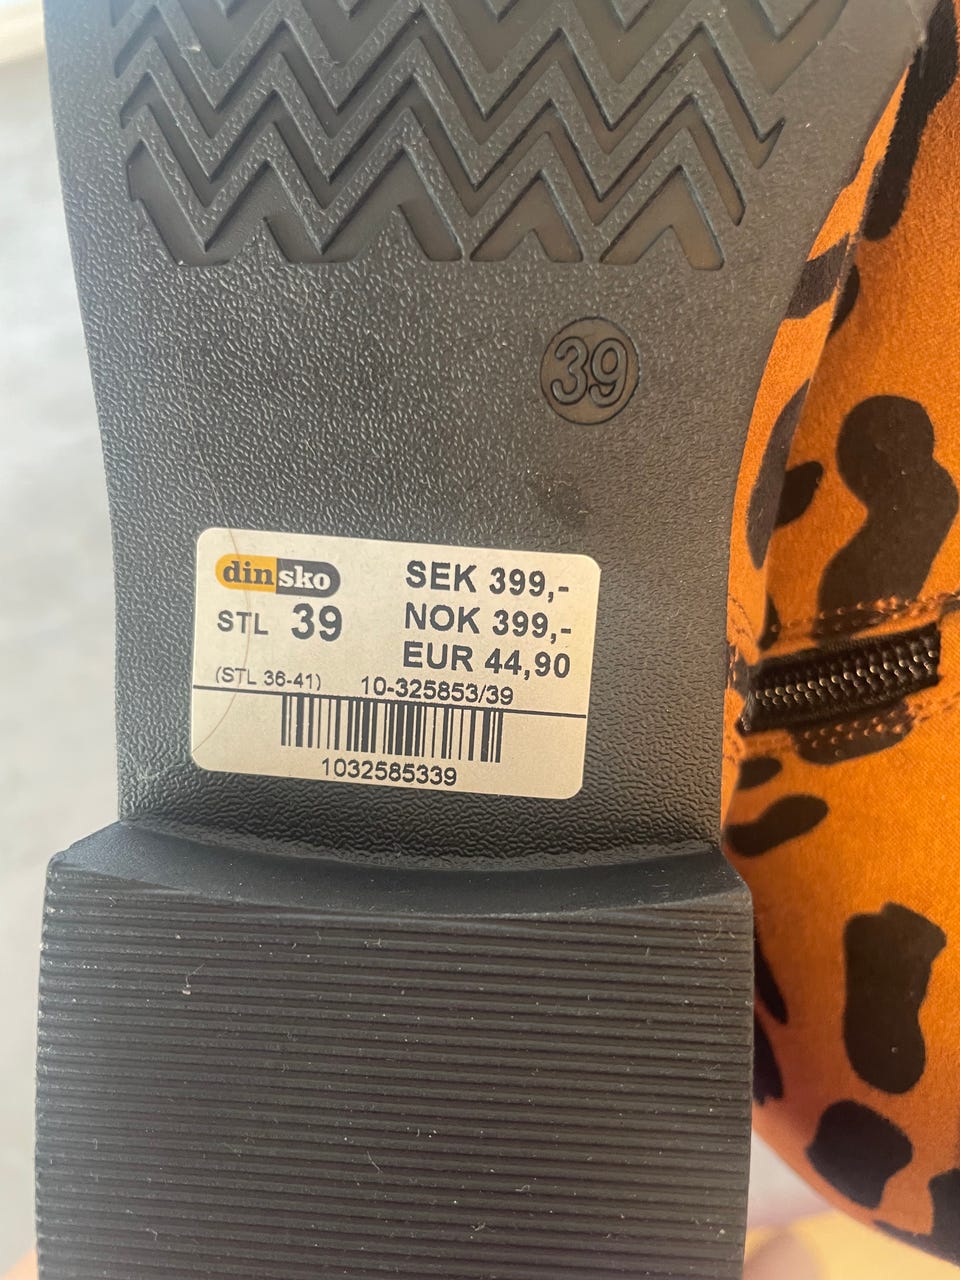 39
dinsko
SEK 399,-
STL 39
NOK 399,-
EUR 44,90
(STL 36-41)
10-325853/39
1032585339